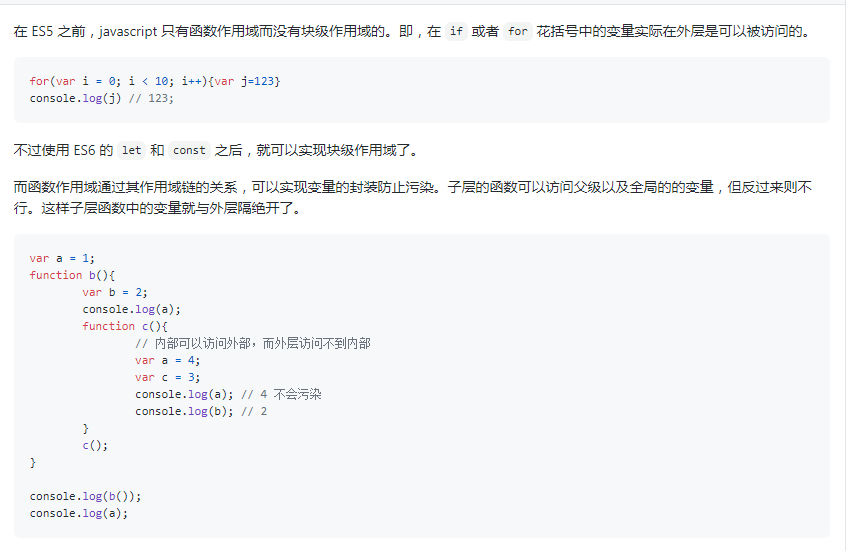 在 ES5 之前，javascript 只有函数作用域而没有块级作用域的。即，在 if 或者 for 花括号中的变量实际在外层是可以被访问的。
for(var i = 0; i < 10; i++){var j=123}
console.log(j) // 123;
不过使用 ES6 的 let 和 const 之后，就可以实现块级作用域了。
而函数作用域通过其作用域链的关系，可以实现变量的封装防止污染。子层的函数可以访问父级以及全局的的变量，但反过来则不
行。这样子层函数中的变量就与外层隔绝开了。
var a = 1;
function b(){
        var b = 2;
        console.log(a);
        function c(){
                // 内部可以访问外部，而外层访问不到内部
                var a = 4;
                var c = 3;
                console.log(a); // 4 不会污染
                console.log(b); // 2
        }
        c();
}
console.log(b());
console.log(a);